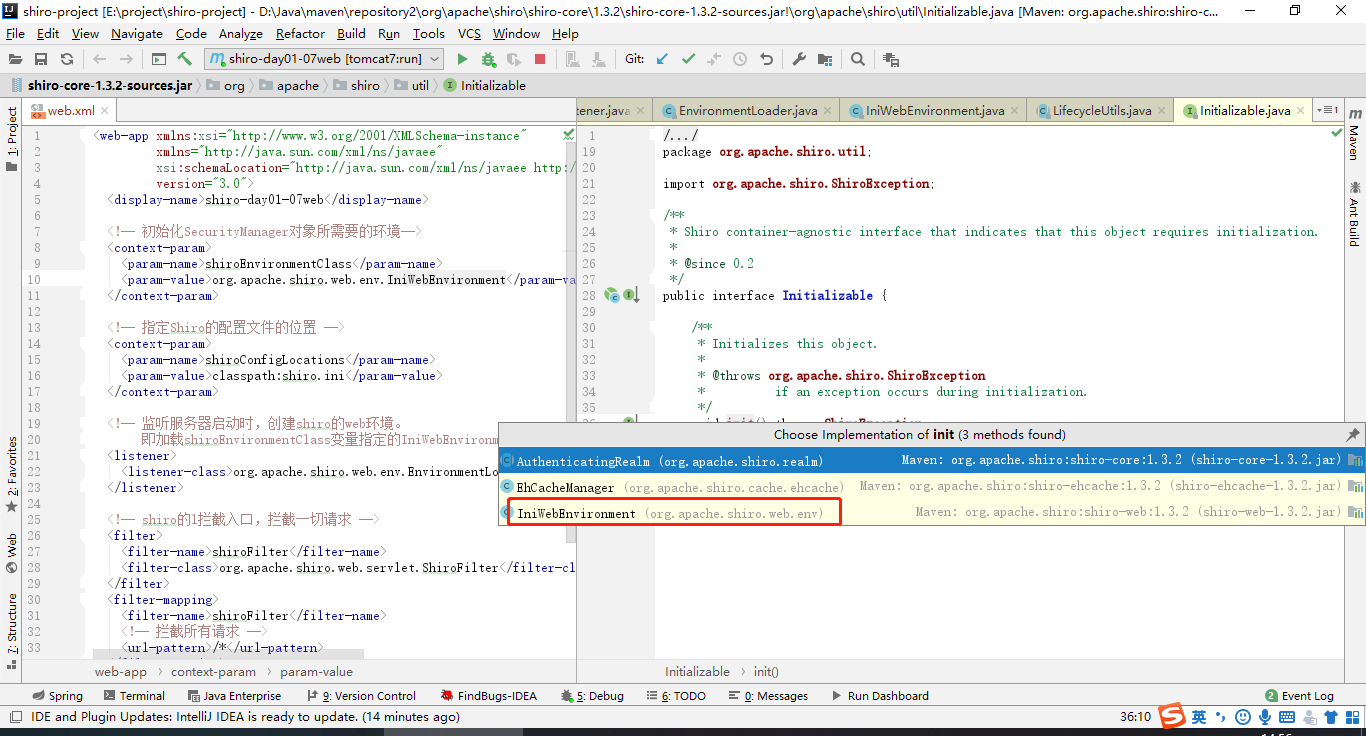 shiro-project [E:\project\shiro-project] - D:\Java\maven\repository2\org\apache\shiro\shiro-core\1.3.2\shiro-core-1.3.2-sources.jar!\org\apache\shiro\util\Initializable.java [Maven: org.apache.shiro:shiro-c...
File Edit View Navigate Code Analyze Refactor Build Run Tools VCS Window Help
shiro-day01-07web [tomcat7:run] Git:
shiro-core-1.3.2-sources.jar org apache shiro util Initializable
web.xml
tener.java EnvironmentLoader.java IniWebEnvironment.java LifecycleUtils.java Initializable.java 1
1: Project
2: Favorites
Web
7: Structure
1 <web-app xmlns:xsi="http://www.w3.org/2001/XMLSchema-instance"
2 xmlns="http://java.sun.com/xml/ns/javaee"
3 xsi:schemaLocation="http://java.sun.com/xml/ns/javaee http:/
4 version="3.0">
5 <display-name>shiro-day01-07web</display-name>
6
7 <!-- 初始化SecurityManager对象所需要的环境-->
8 <context-param>
9 <param-name>shiroEnvironmentClass</param-name>
10 <param-value>org.apache.shiro.web.env.IniWebEnvironment</param-va
11 </context-param>
12
13 <!-- 指定Shiro的配置文件的位置 -->
14 <context-param>
15 <param-name>shiroConfigLocations</param-name>
16 <param-value>classpath:shiro.ini</param-value>
17 </context-param>
18
19 <!-- 监听服务器启动时，创建shiro的web环境。
20 即加载shiroEnvironmentClass变量指定的IniWebEnvironm
21 <listener>
22 <listener-class>org.apache.shiro.web.env.EnvironmentLo
23 </listener>
24
25 <!-- shiro的l拦截入口，拦截一切请求 -->
26 <filter>
27 <filter-name>shiroFilter</filter-name>
28 <filter-class>org.apache.shiro.web.servlet.ShiroFilter</filter-cl
29 </filter>
30 <filter-mapping>
31 <filter-name>shiroFilter</filter-name>
32 <!-- 拦截所有请求 -->
33 <url-pattern>/*</url-pattern>
web-app context-param param-value
1 /.../
19 package org.apache.shiro.util;
20
21 import org.apache.shiro.ShiroException;
22
23 /**
24 * Shiro container-agnostic interface that indicates that this object requires initialization.
25 *
26 * @since 0.2
27 */
28 public interface Initializable {
29
30 /**
31 * Initializes this object.
32 *
33 * @throws org.apache.shiro.ShiroException
34 * if an exception occurs during initialization.
35 */
Choose Implementation of init (3 methods found)
AuthenticatingRealm (org.apache.shiro.realm) Maven: org.apache.shiro:shiro-core:1.3.2 (shiro-core-1.3.2.jar)
EhCacheManager (org.apache.shiro.cache.ehcache) Maven: org.apache.shiro:shiro-ehcache:1.3.2 (shiro-ehcache-1.3.2.jar)
IniWebEnvironment (org.apache.shiro.web.env) Maven: org.apache.shiro:shiro-web:1.3.2 (shiro-web-1.3.2.jar)
Initializable init()
Maven
Ant Build
Spring Terminal Java Enterprise 9: Version Control FindBugs-IDEA 5: Debug 6: TODO 0: Messages Run Dashboard 2 Event Log
IDE and Plugin Updates: IntelliJ IDEA is ready to update. (14 minutes ago) 36:10 英